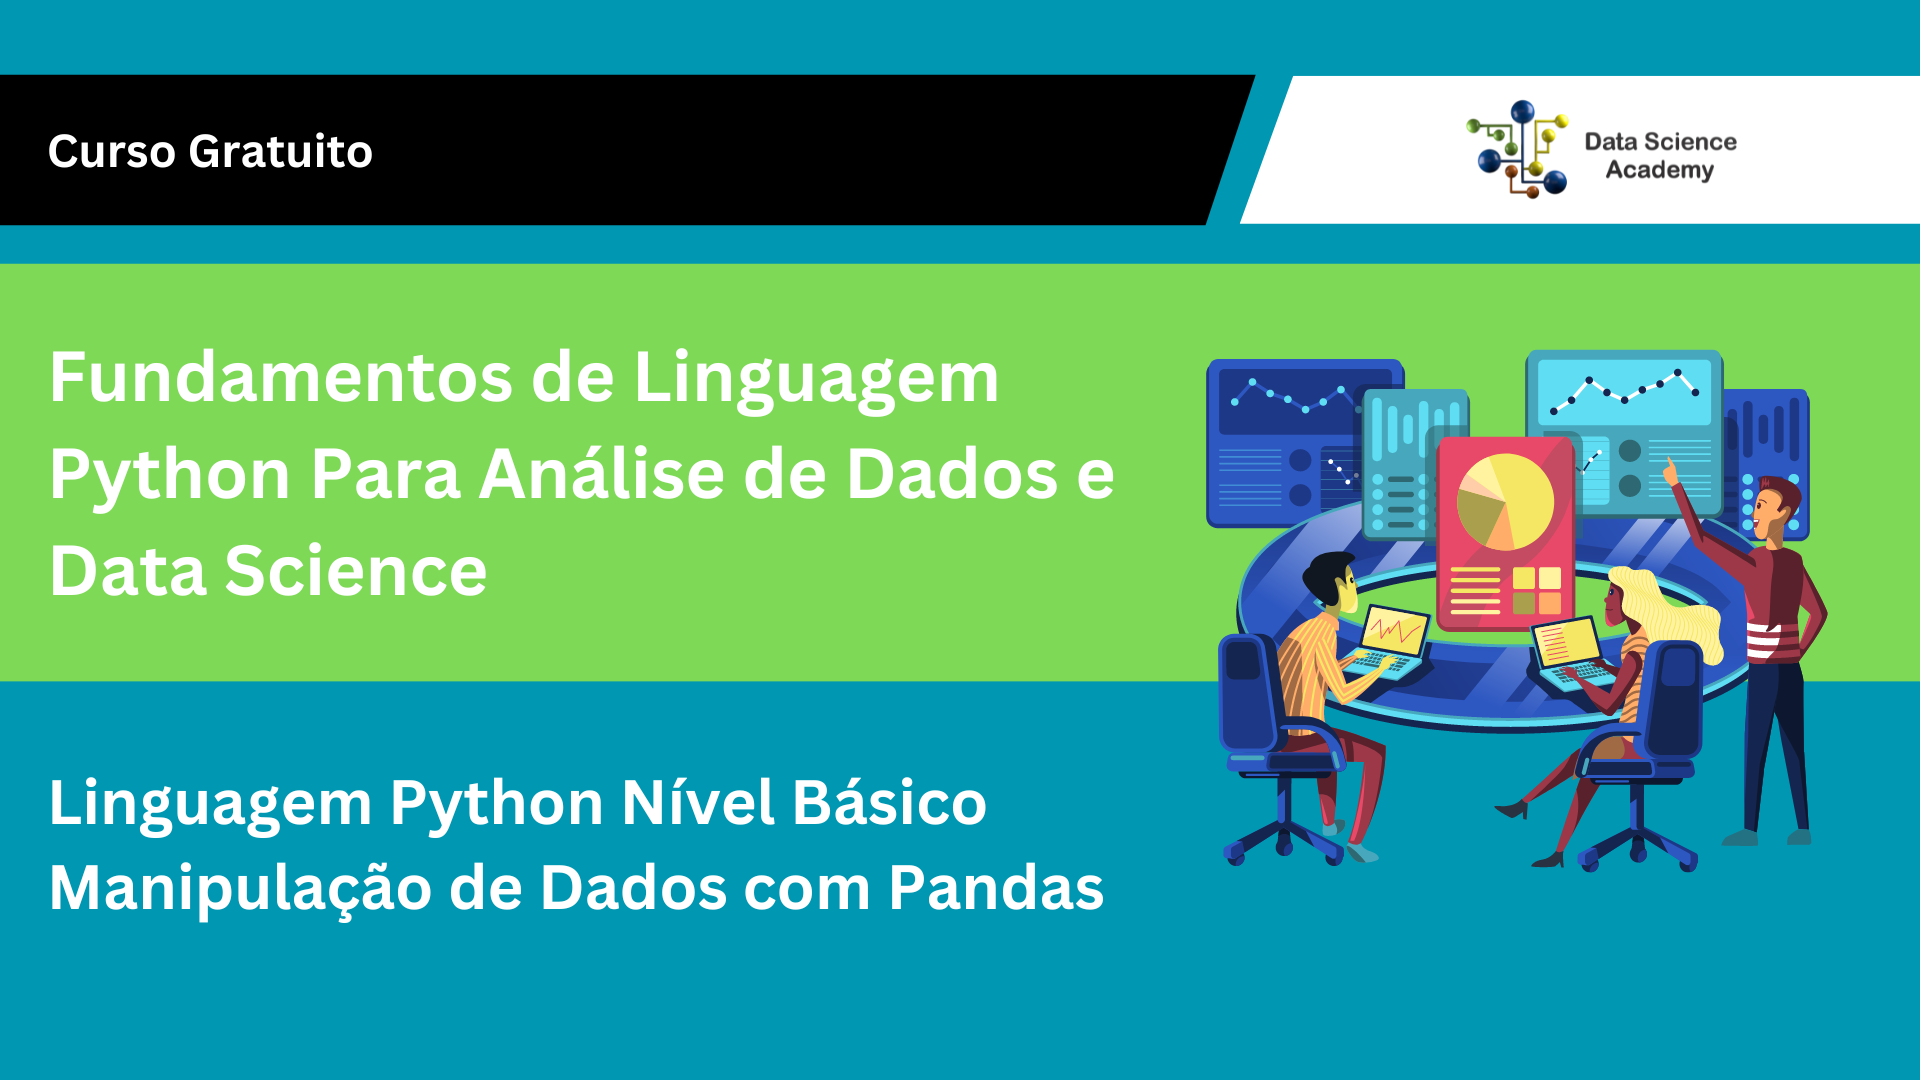 Curso Gratuito
Data Science
Academy
Fundamentos de Linguagem
Python Para Análise de Dados e
Data Science
Linguagem Python Nível Básico
Manipulação de Dados com Pandas